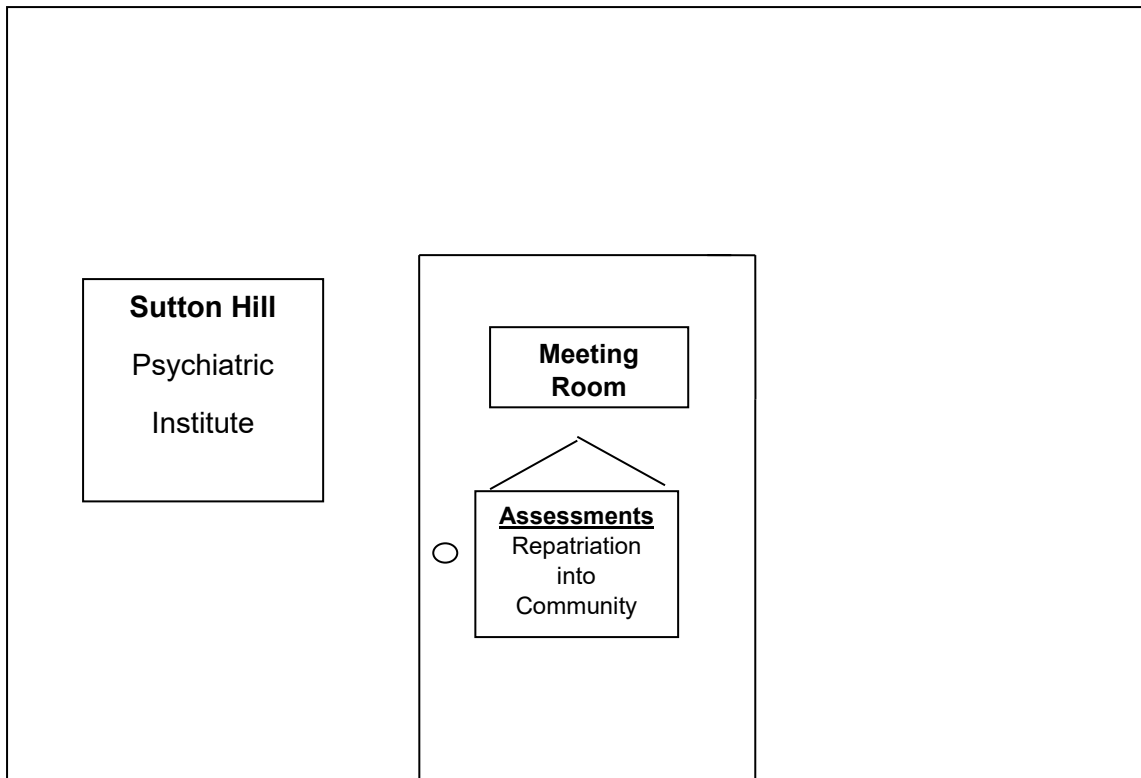 Sutton Hill
Psychiatric
Institute
Meeting
Room
Assessments
Repatriation
into
Community